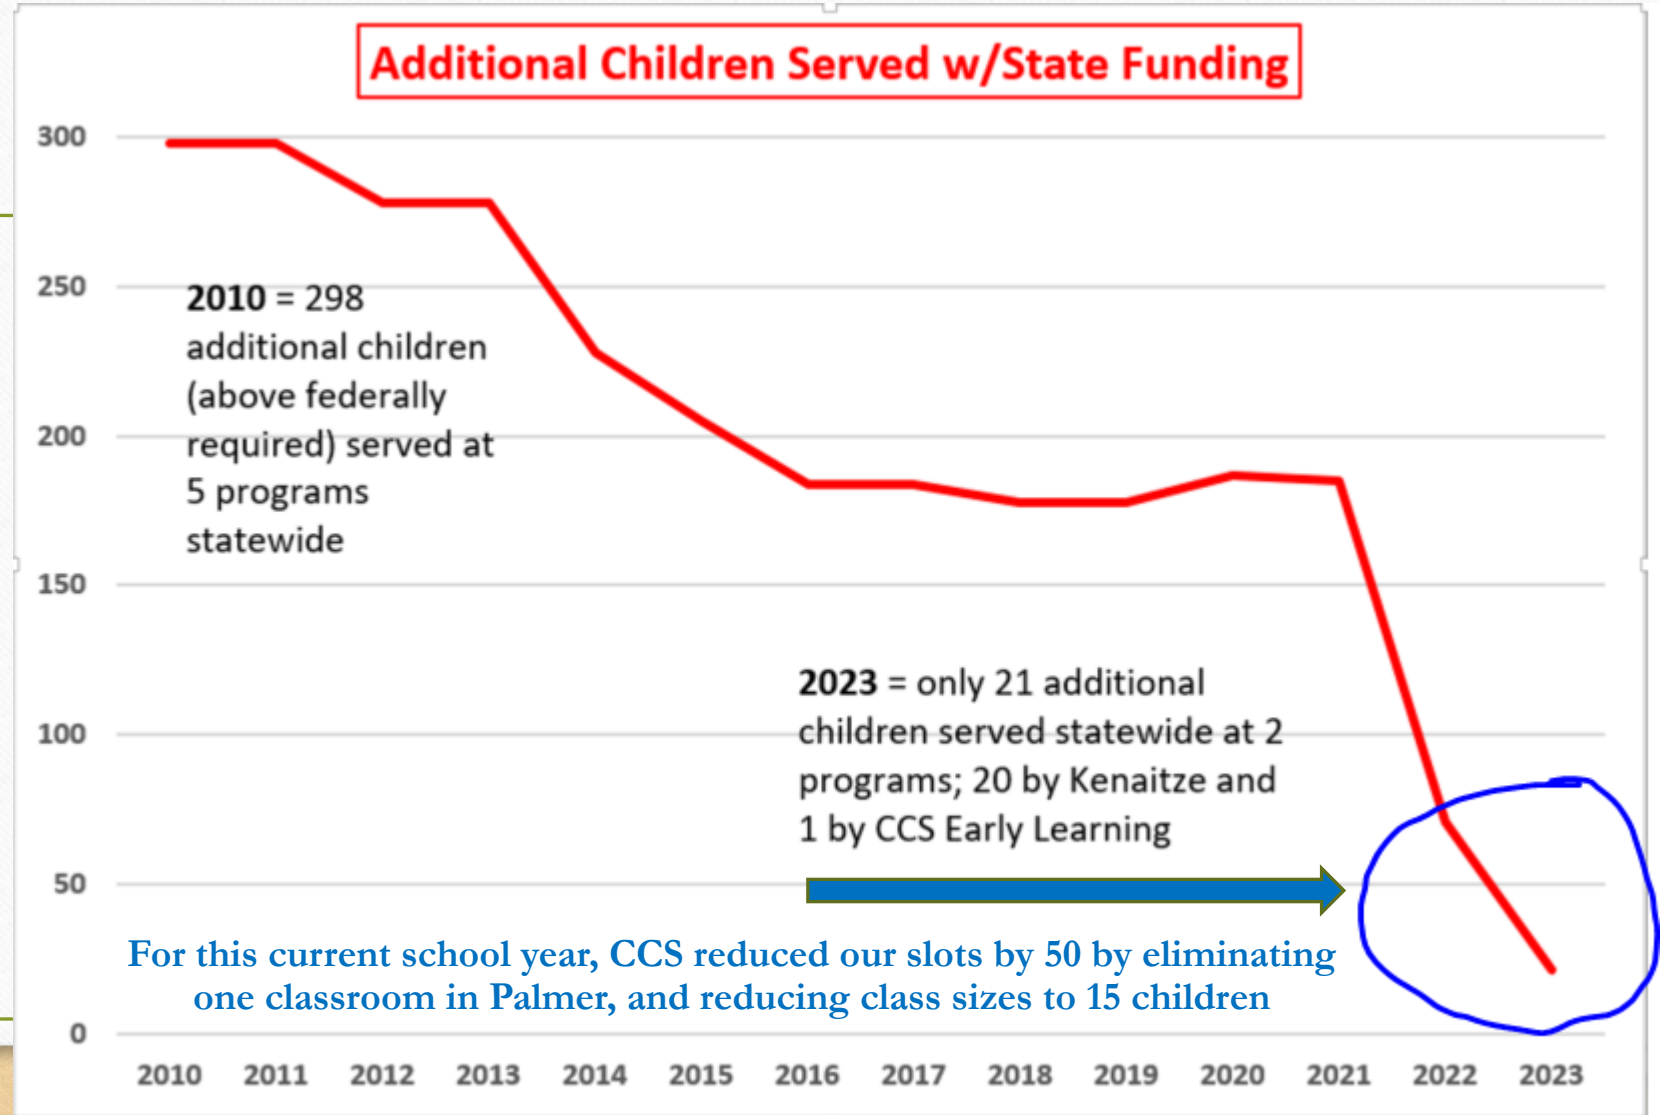 Additional Children Served w/State Funding
300
250
2010 = 298
additional children
(above federally
200
required) served at
5 programs
statewide
150
2023 = only 21 additional
100
children served statewide at 2
programs; 20 by Kenaitze and
1 by CCS Early Learning
50
For this current school year, CCS reduced our slots by 50 by eliminating
one classroom in Palmer, and reducing class sizes to 15 children
0
2010 2011 2012 2013 2014 2015 2016 2017 2018 2019 2020 2021 2022 2023